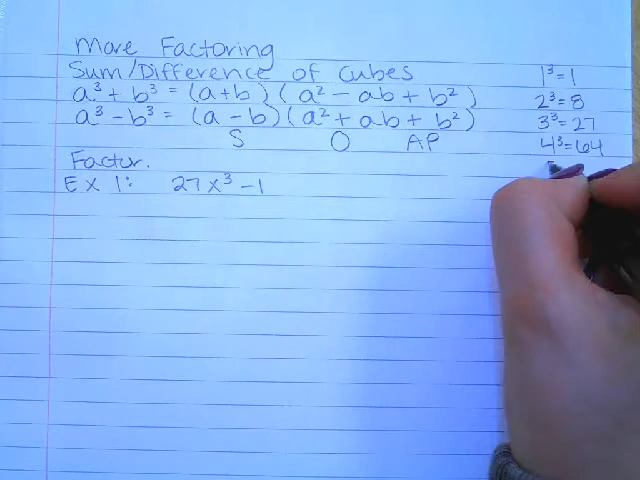 More Factoring
Sum/Difference of Cubes
a³ + b³ = (a+b)(a² - ab + b²)
a³ - b³ = (a - b)(a² + ab + b²)
S O AP
Factor.
Ex 1: 27x³ - 1
1³ = 1
2³ = 8
3³ = 27
4³ = 64